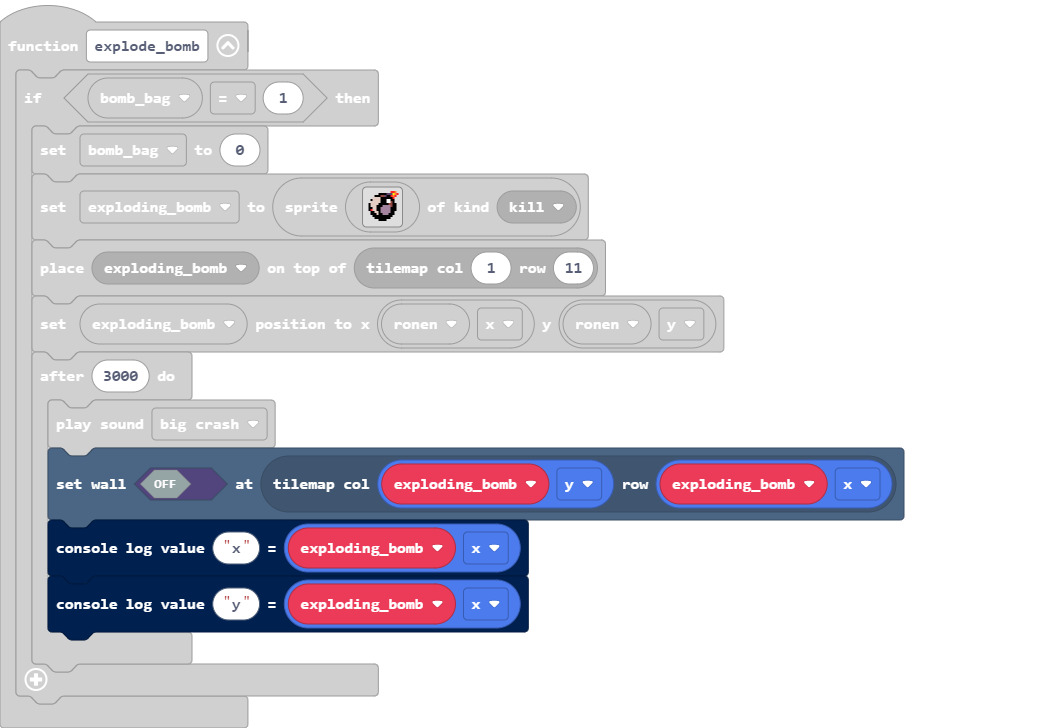 function explode_bomb
if bomb_bag = 1 then
set bomb_bag to 0
set exploding_bomb to sprite of kind kill
place exploding_bomb on top of tilemap col 1 row 11
set exploding_bomb position to x ronen x y ronen y
after 3000 do
play sound big crash
set wall OFF at tilemap col exploding_bomb y row exploding_bomb x
console log value "x" = exploding_bomb x
console log value "y" = exploding_bomb x